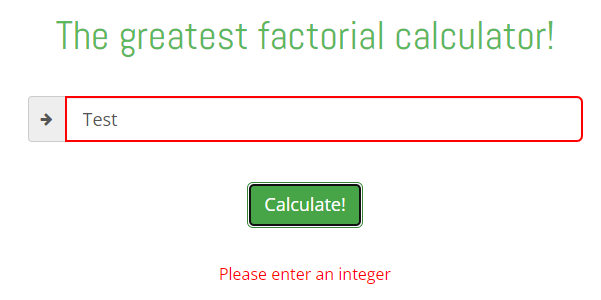 The greatest factorial calculator!
Test
Calculate!
Please enter an integer